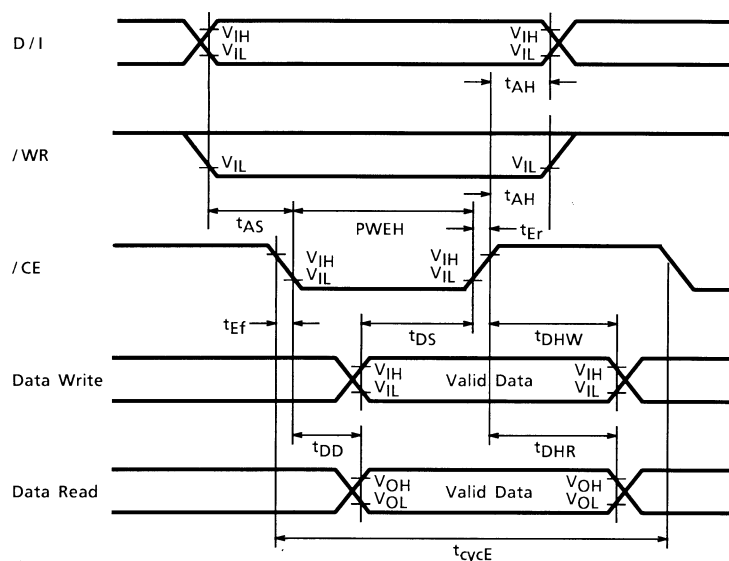 D/I
VIH
VIL
VIH
VIL
tAH
/WR
VIL
VIL
tAH
tAS
PWEH
tEr
/CE
VIH
VIL
VIH
VIL
tEf
tDS
tDHW
Data Write
VIH
VIL
Valid Data
VIH
VIL
tDD
tDHR
Data Read
VOH
VOL
Valid Data
VOH
VOL
tcycE